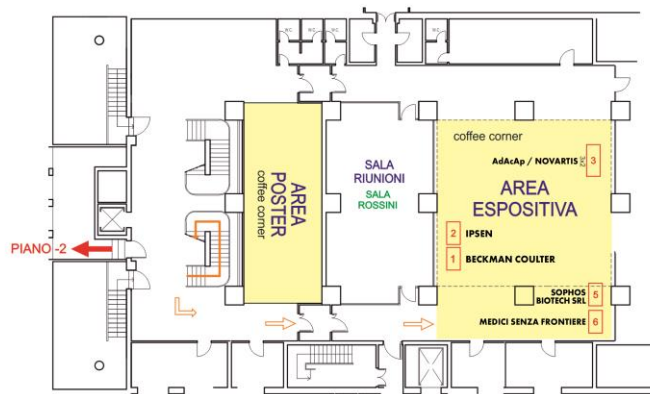 W.C.
W.C.
W.C.
W.C.
coffee corner
AdAcAp / NOVARTIS
3x2
3
AREA
POSTER
coffee corner
SALA
RIUNIONI
SALA
ROSSINI
AREA
ESPOSITIVA
2
IPSEN
1
BECKMAN COULTER
PIANO -2
SOPHOS
BIOTECH SRL
5
MEDICI SENZA FRONTIERE
6